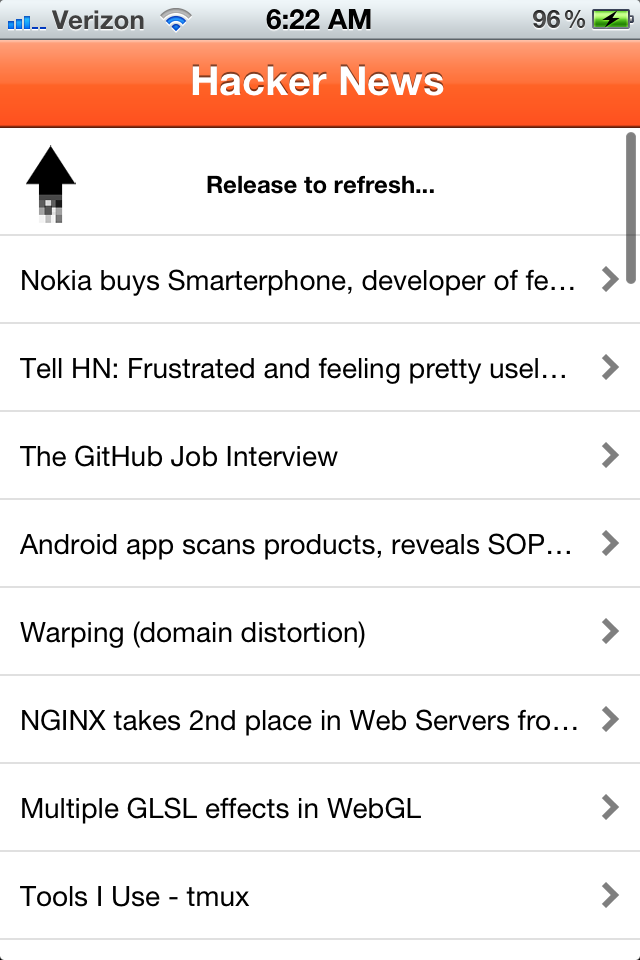 Verizon 6:22 AM 96%
Hacker News
Release to refresh...
Nokia buys Smarterphone, developer of fe…
Tell HN: Frustrated and feeling pretty usel…
The GitHub Job Interview
Android app scans products, reveals SOP…
Warping (domain distortion)
NGINX takes 2nd place in Web Servers fro…
Multiple GLSL effects in WebGL
Tools I Use - tmux